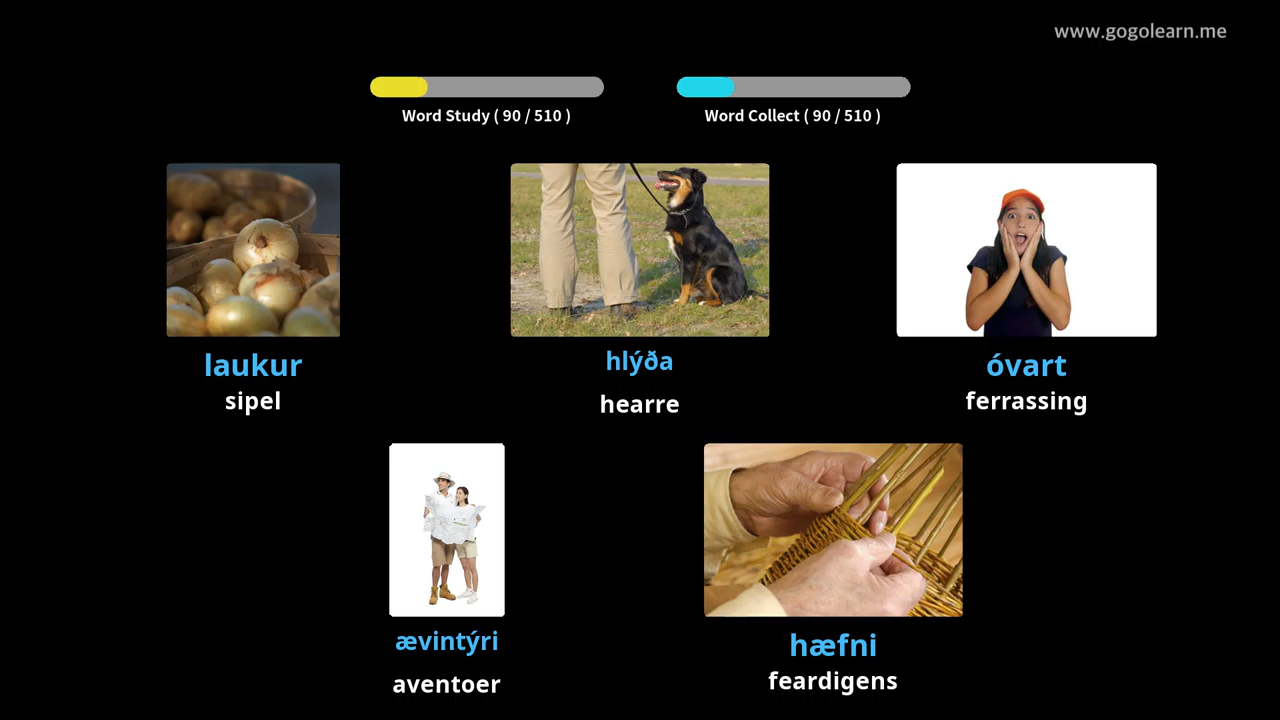 www.gogolearn.me
Word Study ( 90 / 510 )
Word Collect ( 90 / 510 )
laukur
sipel
hlýða
hearre
óvart
ferrassing
ævintýri
aventoer
hæfni
feardigens